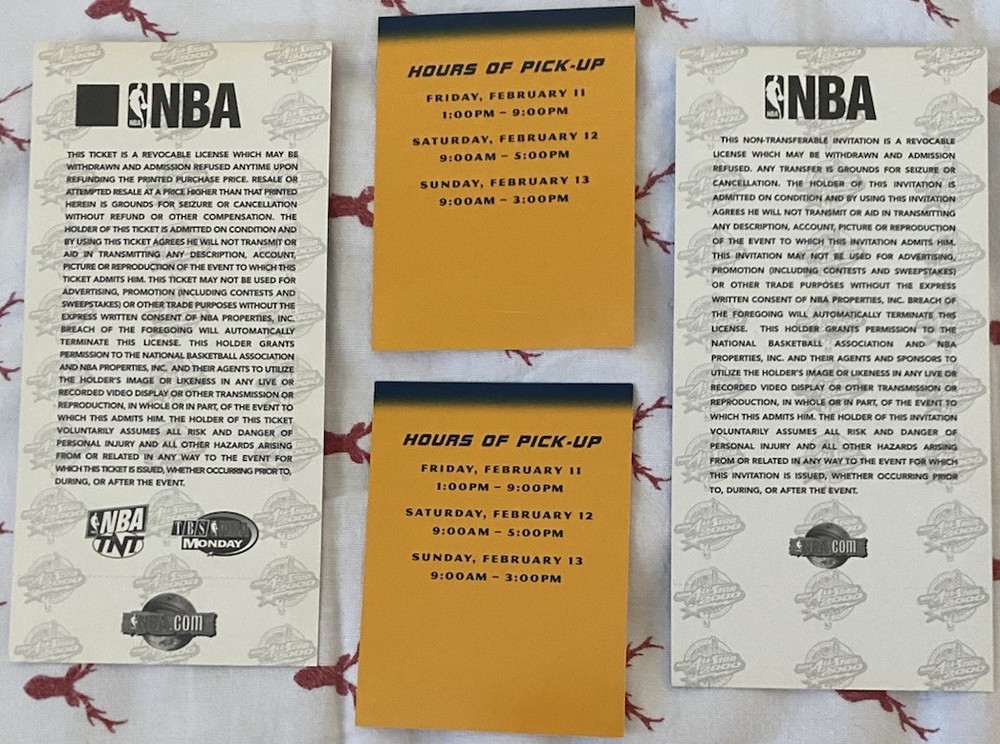 NBA
THIS TICKET IS A REVOCABLE LICENSE WHICH MAY BE
WITHDRAWN AND ADMISSION REFUSED ANYTIME UPON
REFUNDING THE PRINTED PURCHASE PRICE. RESALE OR
ATTEMPTED RESALE AT A PRICE HIGHER THAN THAT PRINTED
HEREIN IS GROUNDS FOR SEIZURE OR CANCELLATION
WITHOUT REFUND OR OTHER COMPENSATION. THE
HOLDER OF THIS TICKET IS ADMITTED ON CONDITION AND
BY USING THIS TICKET AGREES HE WILL NOT TRANSMIT OR
AID IN TRANSMITTING ANY DESCRIPTION, ACCOUNT,
PICTURE OR REPRODUCTION OF THE EVENT TO WHICH THIS
TICKET ADMITS HIM. THIS TICKET MAY NOT BE USED FOR
ADVERTISING, PROMOTION (INCLUDING CONTESTS AND
SWEEPSTAKES) OR OTHER TRADE PURPOSES WITHOUT THE
EXPRESS WRITTEN CONSENT OF NBA PROPERTIES, INC.
BREACH OF THE FOREGOING WILL AUTOMATICALLY
TERMINATE THIS LICENSE. THIS HOLDER GRANTS
PERMISSION TO THE NATIONAL BASKETBALL ASSOCIATION
AND NBA PROPERTIES, INC. AND THEIR AGENTS TO UTILIZE
THE HOLDER'S IMAGE OR LIKENESS IN ANY LIVE OR
RECORDED VIDEO DISPLAY OR OTHER TRANSMISSION OR
REPRODUCTION, IN WHOLE OR IN PART, OF THE EVENT TO
WHICH THIS ADMITS HIM. THE HOLDER OF THIS TICKET
VOLUNTARILY ASSUMES ALL RISK AND DANGER OF
PERSONAL INJURY AND ALL OTHER HAZARDS ARISING
FROM OR RELATED IN ANY WAY TO THE EVENT FOR
WHICH THIS TICKET IS ISSUED, WHETHER OCCURRING PRIOR TO,
DURING, OR AFTER THE EVENT.
NBA
TNT
TBS
MONDAY
NBA.com
HOURS OF PICK-UP
FRIDAY, FEBRUARY 11
1:00PM – 9:00PM
SATURDAY, FEBRUARY 12
9:00AM – 5:00PM
SUNDAY, FEBRUARY 13
9:00AM – 3:00PM
HOURS OF PICK-UP
FRIDAY, FEBRUARY 11
1:00PM – 9:00PM
SATURDAY, FEBRUARY 12
9:00AM – 5:00PM
SUNDAY, FEBRUARY 13
9:00AM – 3:00PM
NBA
THIS NON-TRANSFERABLE INVITATION IS A REVOCABLE
LICENSE WHICH MAY BE WITHDRAWN AND ADMISSION
REFUSED. ANY TRANSFER IS GROUNDS FOR SEIZURE OR
CANCELLATION. THE HOLDER OF THIS INVITATION IS
ADMITTED ON CONDITION AND BY USING THIS INVITATION
AGREES HE WILL NOT TRANSMIT OR AID IN TRANSMITTING
ANY DESCRIPTION, ACCOUNT, PICTURE OR REPRODUCTION
OF THE EVENT TO WHICH THIS INVITATION ADMITS HIM.
THIS INVITATION MAY NOT BE USED FOR ADVERTISING,
PROMOTION (INCLUDING CONTESTS AND SWEEPSTAKES)
OR OTHER TRADE PURPOSES WITHOUT THE EXPRESS
WRITTEN CONSENT OF NBA PROPERTIES, INC. BREACH OF
THE FOREGOING WILL AUTOMATICALLY TERMINATE THIS
LICENSE. THIS HOLDER GRANTS PERMISSION TO THE
NATIONAL BASKETBALL ASSOCIATION AND NBA
PROPERTIES, INC. AND THEIR AGENTS AND SPONSORS TO
UTILIZE THE HOLDER'S IMAGE OR LIKENESS IN ANY LIVE OR
RECORDED VIDEO DISPLAY OR OTHER TRANSMISSION OR
REPRODUCTION, IN WHOLE OR IN PART, OF THE EVENT TO
WHICH THIS ADMITS HIM. THE HOLDER OF THIS INVITATION
VOLUNTARILY ASSUMES ALL RISK AND DANGER OF
PERSONAL INJURY AND ALL OTHER HAZARDS ARISING
FROM OR RELATED IN ANY WAY TO THE EVENT FOR WHICH
THIS INVITATION IS ISSUED, WHETHER OCCURRING PRIOR
TO, DURING, OR AFTER THE EVENT.
NBA.com